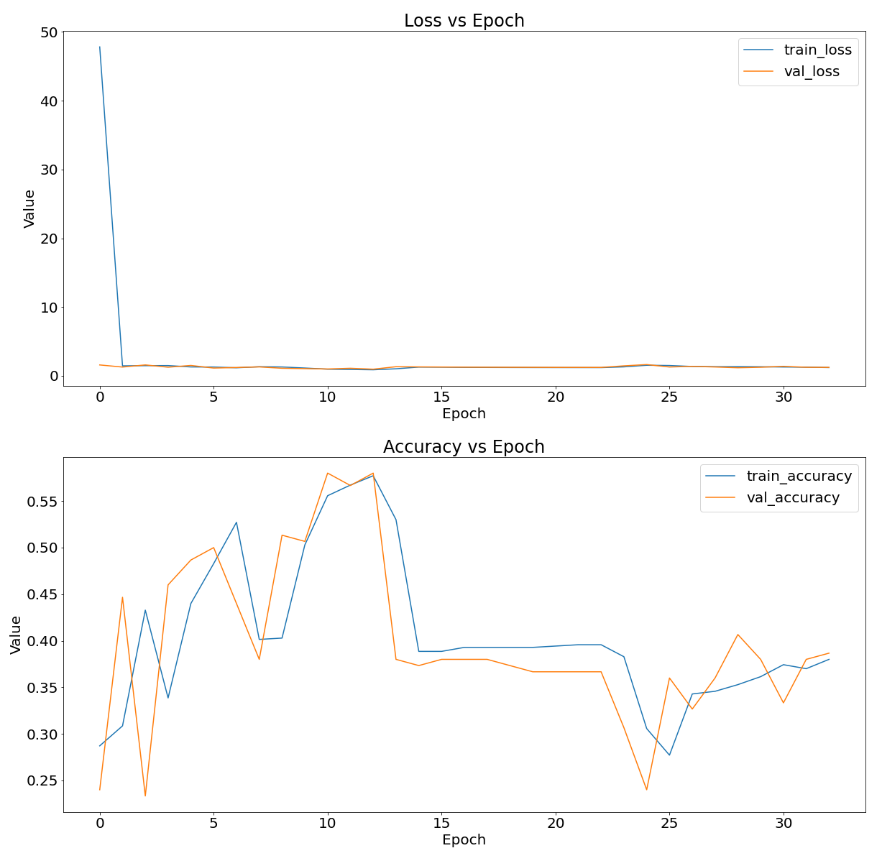 Loss vs Epoch
50
40
30
20
10
0
Value
train_loss
val_loss
0 5 10 15 20 25 30
Epoch
Accuracy vs Epoch
0.55
0.50
0.45
0.40
0.35
0.30
0.25
Value
train_accuracy
val_accuracy
0 5 10 15 20 25 30
Epoch